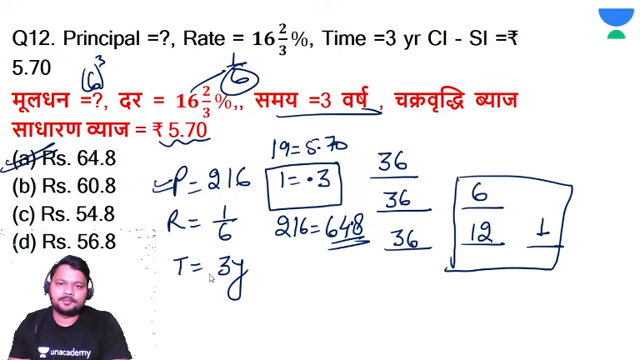 Q12. Principal =?, Rate = 16 2/3%, Time =3 yr CI - SI =₹
5.70
(6)³
1/6
मूलधन =?, दर = 16 2/3%,, समय =3 वर्ष, चक्रवृद्धि ब्याज
साधारण व्याज = ₹ 5.70
(a) Rs. 64.8
(b) Rs. 60.8
(c) Rs. 54.8
(d) Rs. 56.8
P = 216
R = 1/6
T = 3y
19 = 5.70
1 = .3
216 = 64.8
36
36
36
6
12 1
unacademy